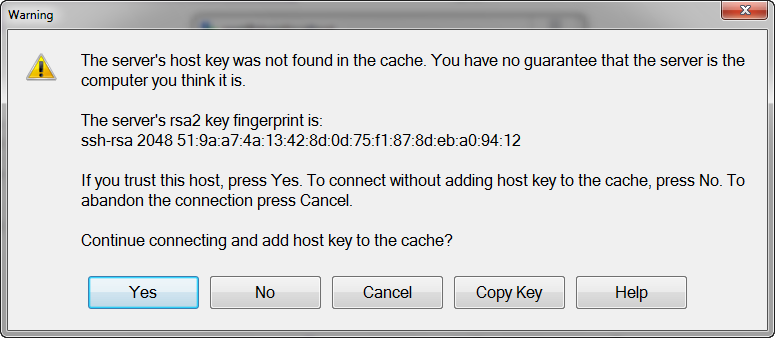 Warning
The server's host key was not found in the cache. You have no guarantee that the server is the
computer you think it is.
The server's rsa2 key fingerprint is:
ssh-rsa 2048 51:9a:a7:4a:13:42:8d:0d:75:f1:87:8d:eb:a0:94:12
If you trust this host, press Yes. To connect without adding host key to the cache, press No. To
abandon the connection press Cancel.
Continue connecting and add host key to the cache?
Yes No Cancel Copy Key Help